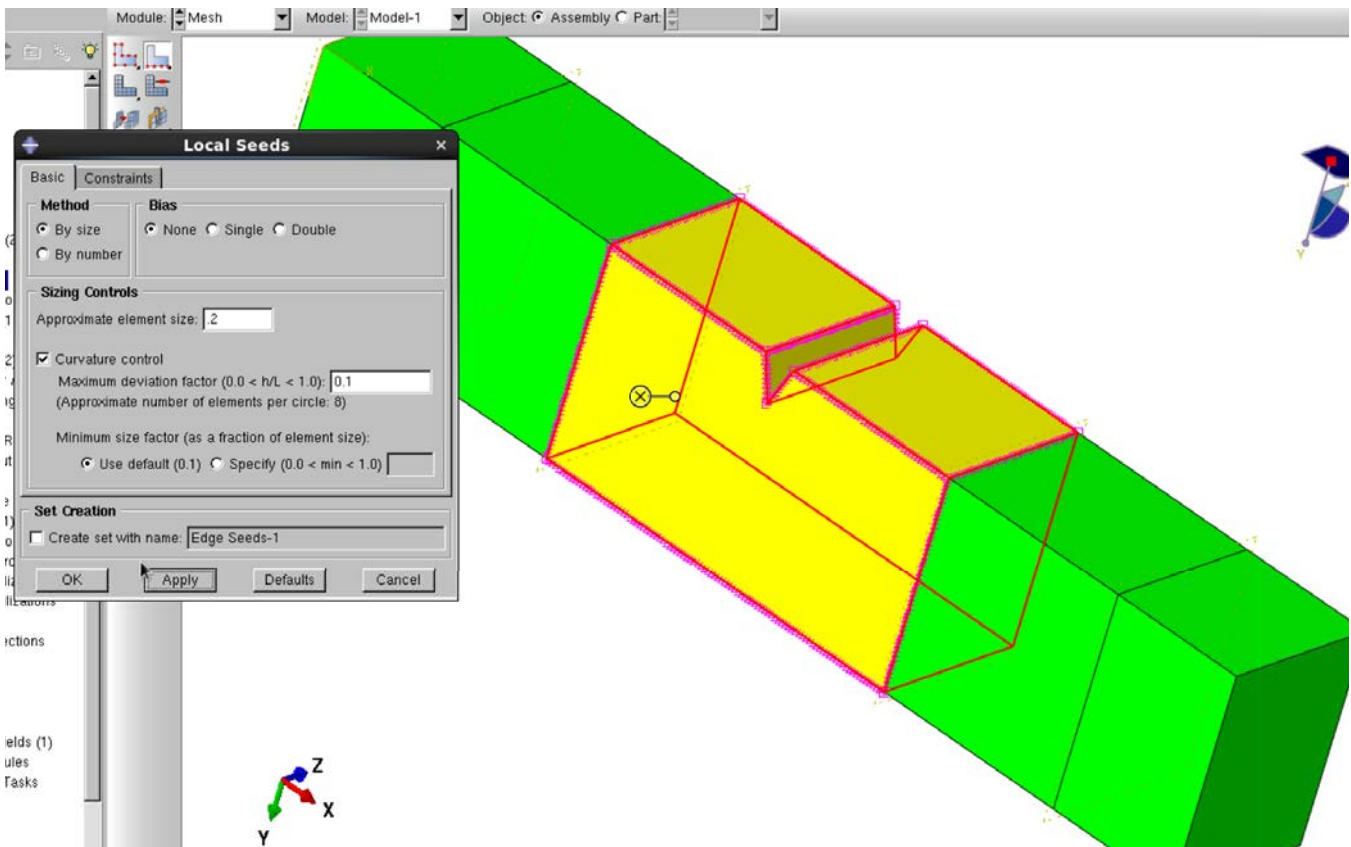 Module: Mesh Model: Model-1 Object: Assembly Part:
Local Seeds
Basic Constraints
Method Bias
By size None Single Double
By number
Sizing Controls
Approximate element size: .2
Curvature control
Maximum deviation factor (0.0 < h/L < 1.0): 0.1
(Approximate number of elements per circle: 8)
Minimum size factor (as a fraction of element size):
Use default (0.1) Specify (0.0 < min < 1.0)
Set Creation
Create set with name: Edge Seeds-1
OK Apply Defaults Cancel
lizations
ections
ields (1)
ules
Tasks
Z
X
Y
Y